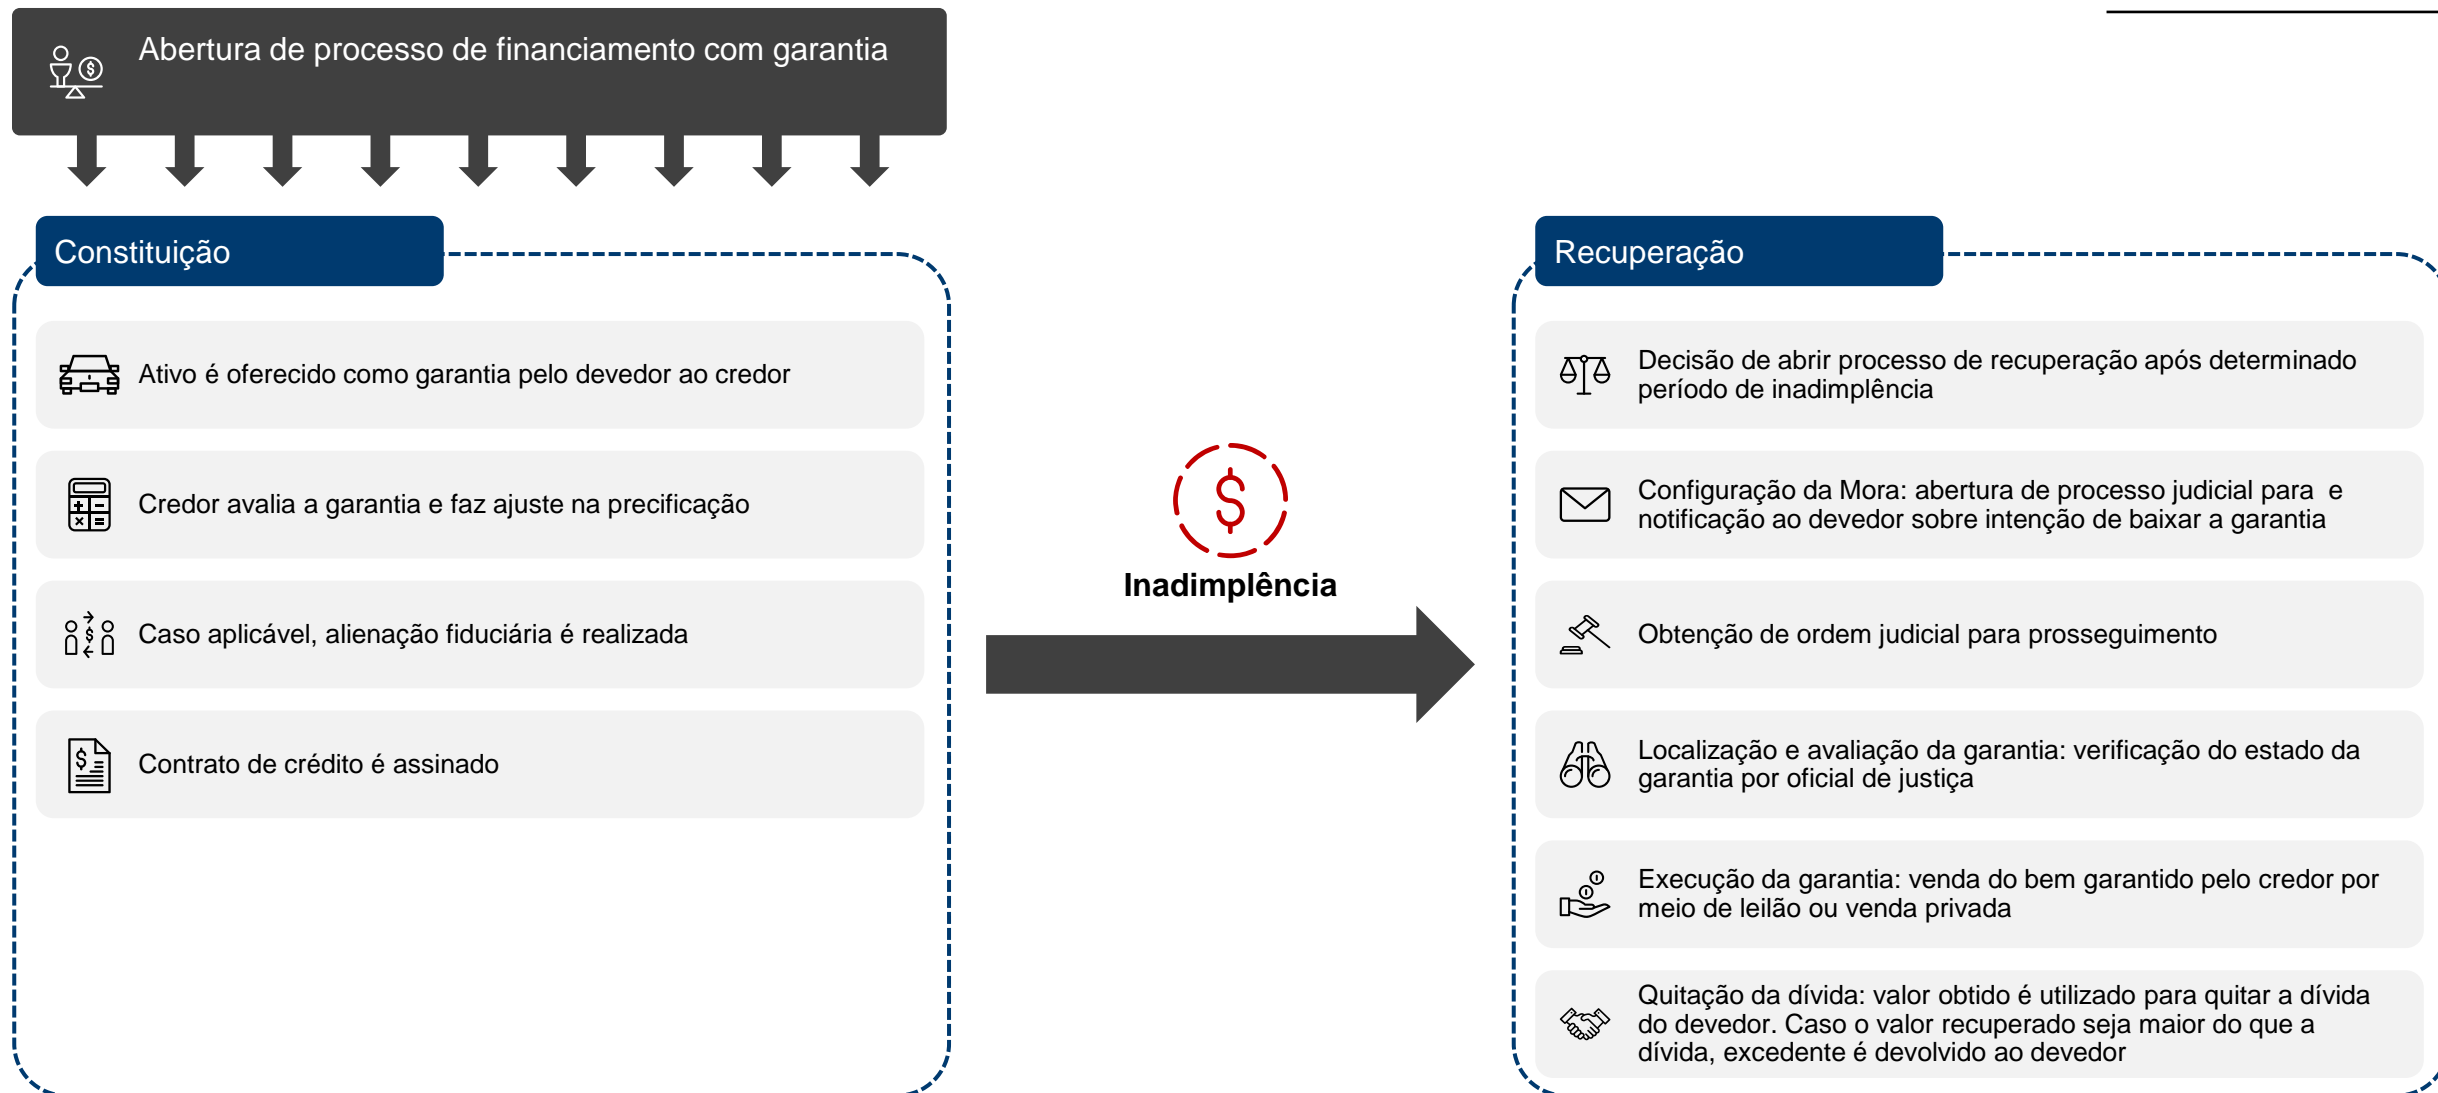 Abertura de processo de financiamento com garantia
Constituição
Ativo é oferecido como garantia pelo devedor ao credor
Credor avalia a garantia e faz ajuste na precificação
Caso aplicável, alienação fiduciária é realizada
Contrato de crédito é assinado
Inadimplência
Recuperação
Decisão de abrir processo de recuperação após determinado
período de inadimplência
Configuração da Mora: abertura de processo judicial para  e
notificação ao devedor sobre intenção de baixar a garantia
Obtenção de ordem judicial para prosseguimento
Localização e avaliação da garantia: verificação do estado da
garantia por oficial de justiça
Execução da garantia: venda do bem garantido pelo credor por
meio de leilão ou venda privada
Quitação da dívida: valor obtido é utilizado para quitar a dívida
do devedor. Caso o valor recuperado seja maior do que a
dívida, excedente é devolvido ao devedor